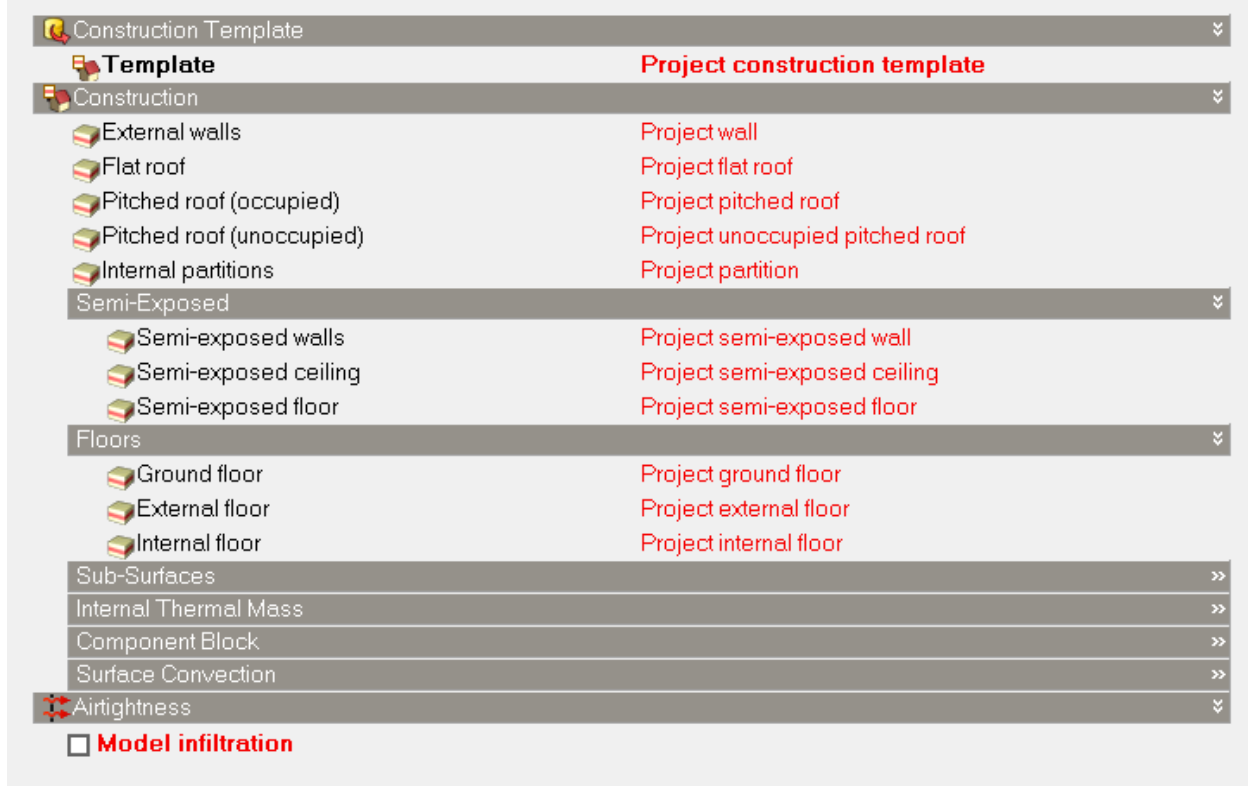 Construction Template
Template Project construction template
Construction
External walls Project wall
Flat roof Project flat roof
Pitched roof (occupied) Project pitched roof
Pitched roof (unoccupied) Project unoccupied pitched roof
Internal partitions Project partition
Semi-Exposed
Semi-exposed walls Project semi-exposed wall
Semi-exposed ceiling Project semi-exposed ceiling
Semi-exposed floor Project semi-exposed floor
Floors
Ground floor Project ground floor
External floor Project external floor
Internal floor Project internal floor
Sub-Surfaces
Internal Thermal Mass
Component Block
Surface Convection
Airtightness
Model infiltration